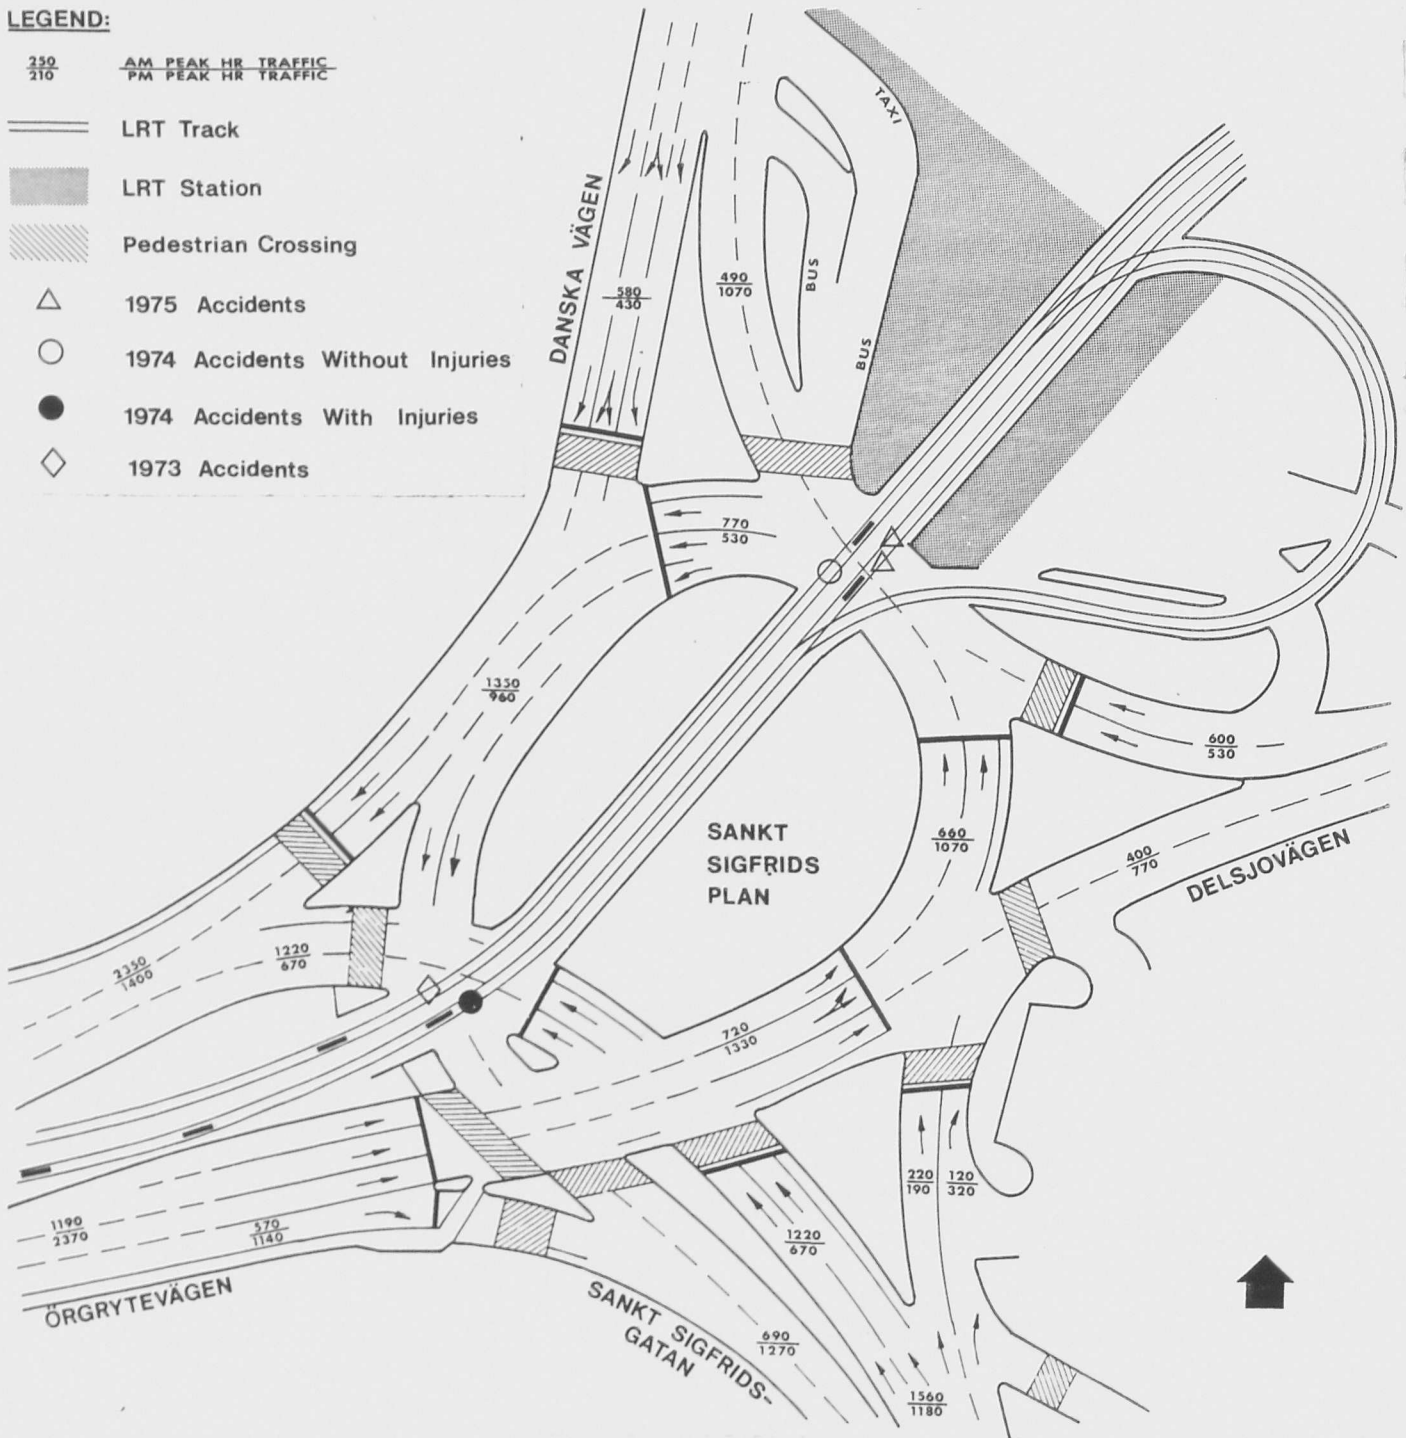 LEGEND:
250
210
AM PEAK HR TRAFFIC
PM PEAK HR TRAFFIC
LRT Track
LRT Station
Pedestrian Crossing
1975 Accidents
1974 Accidents Without Injuries
1974 Accidents With Injuries
1973 Accidents
TAXI
DANSKA VÄGEN
BUS
BUS
580
430
490
1070
770
530
1350
960
600
530
SANKT
SIGFRIDS
PLAN
660
1070
400
770
DELSJOVÄGEN
2350
1400
1220
670
720
1330
220
190
120
320
1190
2370
570
1140
1220
670
ÖRGRYTEVÄGEN
SANKT SIGFRIDS-
GATAN
690
1270
1560
1180